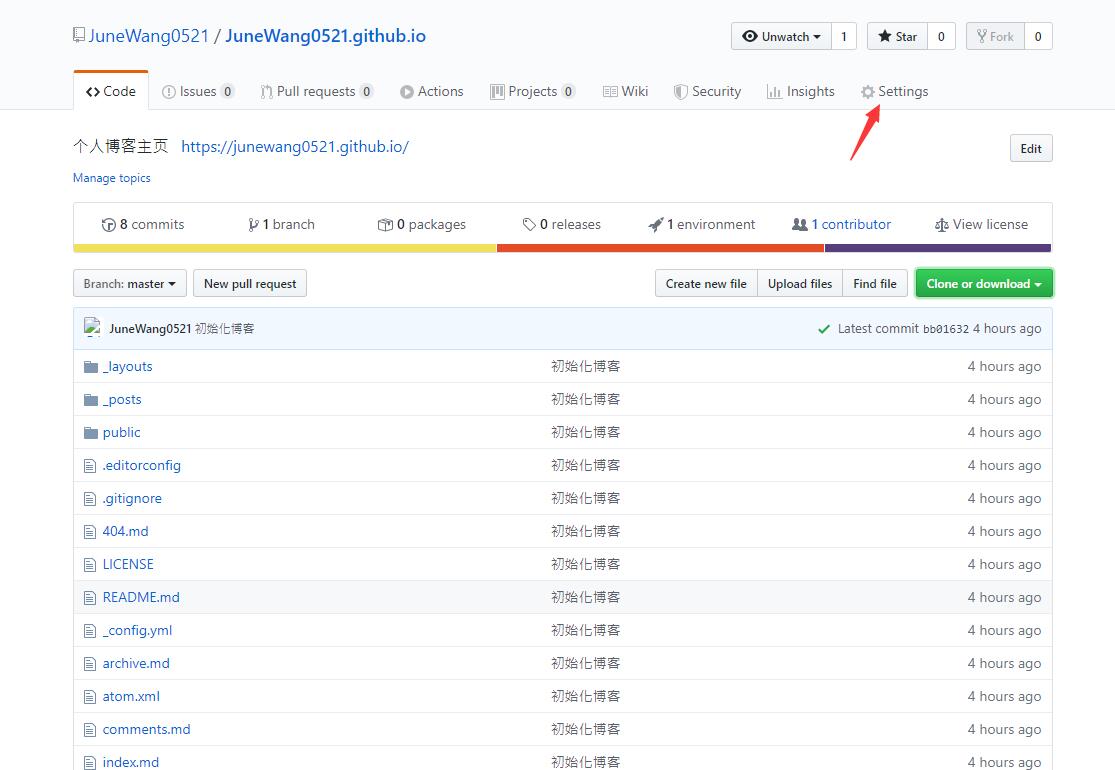 JuneWang0521 / JuneWang0521.github.io Unwatch 1 Star 0 Fork 0
Code Issues 0 Pull requests 0 Actions Projects 0 Wiki Security Insights Settings
个人博客主页 https://junewang0521.github.io/ Edit
Manage topics
8 commits 1 branch 0 packages 0 releases 1 environment 1 contributor View license
Branch: master New pull request Create new file Upload files Find file Clone or download
JuneWang0521 初始化博客 Latest commit bb01632 4 hours ago
_layouts 初始化博客 4 hours ago
_posts 初始化博客 4 hours ago
public 初始化博客 4 hours ago
.editorconfig 初始化博客 4 hours ago
.gitignore 初始化博客 4 hours ago
404.md 初始化博客 4 hours ago
LICENSE 初始化博客 4 hours ago
README.md 初始化博客 4 hours ago
_config.yml 初始化博客 4 hours ago
archive.md 初始化博客 4 hours ago
atom.xml 初始化博客 4 hours ago
comments.md 初始化博客 4 hours ago
index.md 初始化博客 4 hours ago